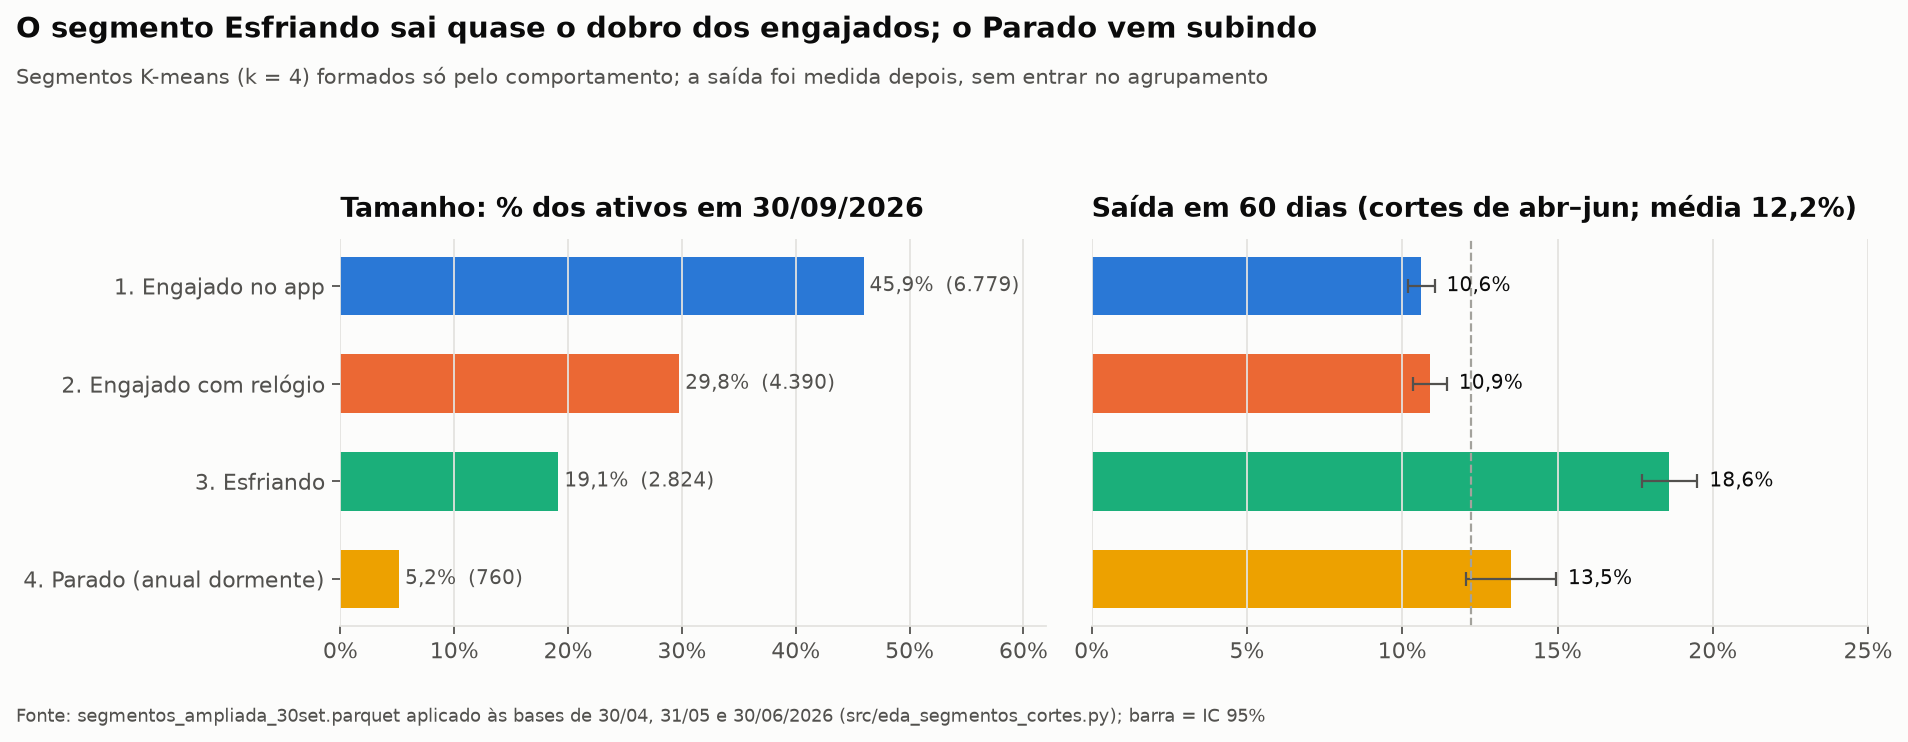 O segmento Esfriando sai quase o dobro dos engajados; o Parado vem subindo
Segmentos K-means (k = 4) formados só pelo comportamento; a saída foi medida depois, sem entrar no agrupamento
Tamanho: % dos ativos em 30/09/2026
1. Engajado no app
45,9% (6.779)
2. Engajado com relógio
29,8% (4.390)
3. Esfriando
19,1% (2.824)
4. Parado (anual dormente)
5,2% (760)
0% 10% 20% 30% 40% 50% 60%
Saída em 60 dias (cortes de abr–jun; média 12,2%)
10,6%
10,9%
18,6%
13,5%
0% 5% 10% 15% 20% 25%
Fonte: segmentos_ampliada_30set.parquet aplicado às bases de 30/04, 31/05 e 30/06/2026 (src/eda_segmentos_cortes.py); barra = IC 95%